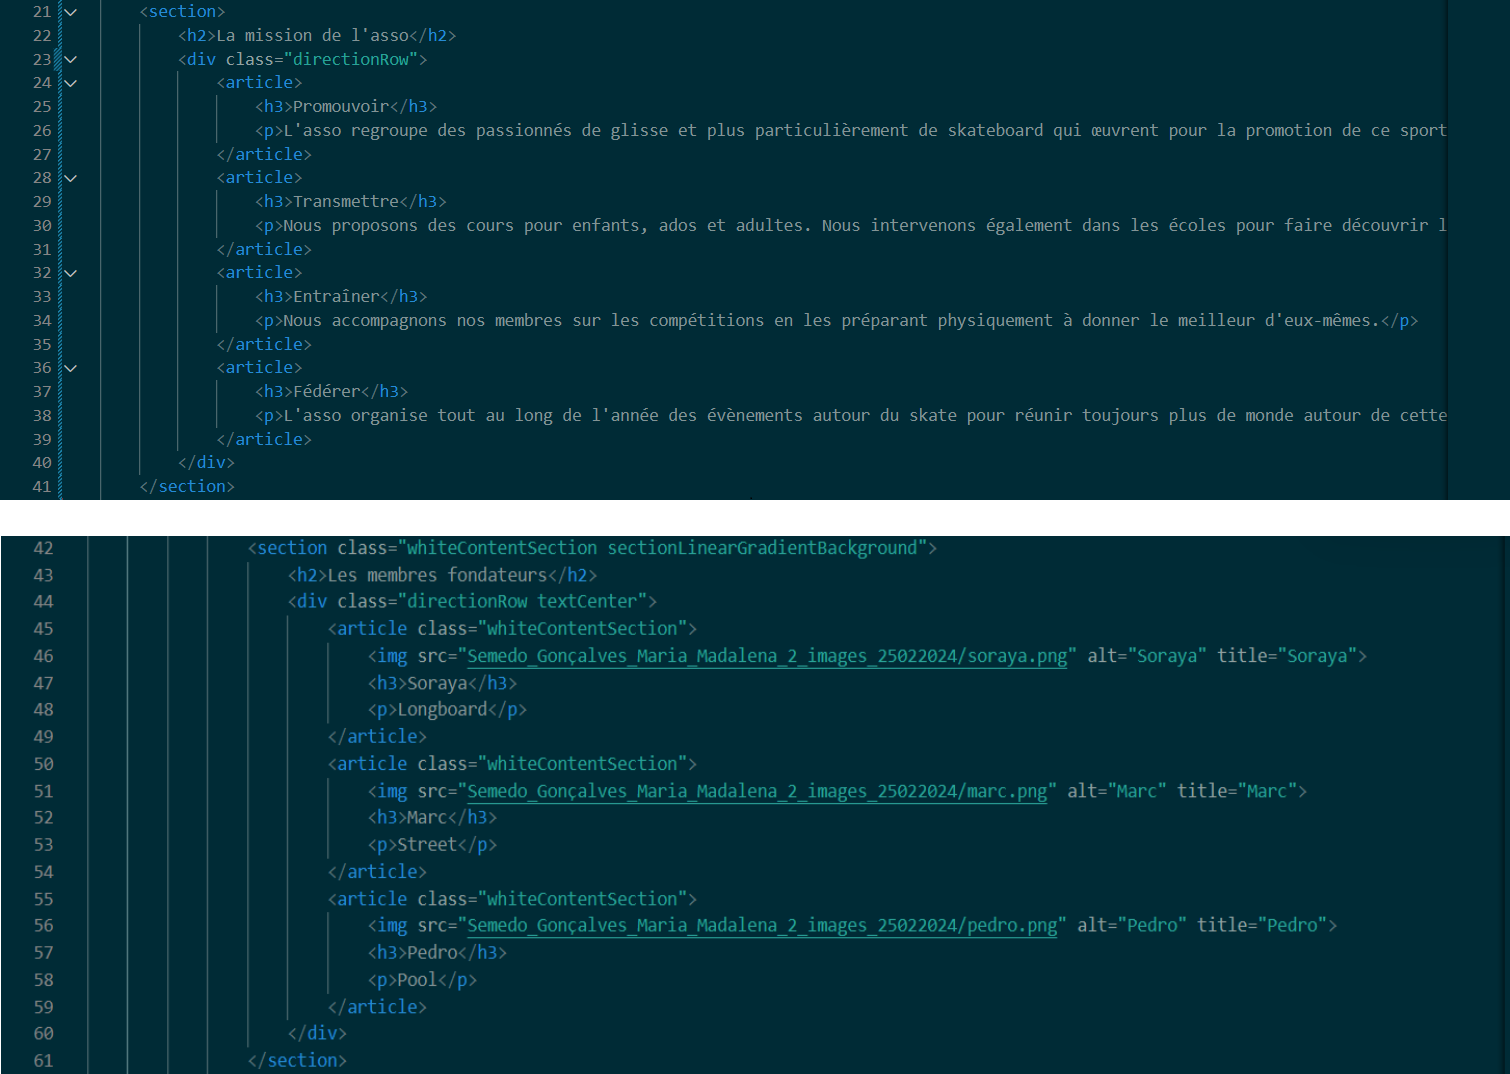 21 <section>
22 <h2>La mission de l'asso</h2>
23 <div class="directionRow">
24 <article>
25 <h3>Promouvoir</h3>
26 <p>L'asso regroupe des passionnés de glisse et plus particulièrement de skateboard qui œuvrent pour la promotion de ce sport
27 </article>
28 <article>
29 <h3>Transmettre</h3>
30 <p>Nous proposons des cours pour enfants, ados et adultes. Nous intervenons également dans les écoles pour faire découvrir l
31 </article>
32 <article>
33 <h3>Entraîner</h3>
34 <p>Nous accompagnons nos membres sur les compétitions en les préparant physiquement à donner le meilleur d'eux-mêmes.</p>
35 </article>
36 <article>
37 <h3>Fédérer</h3>
38 <p>L'asso organise tout au long de l'année des évènements autour du skate pour réunir toujours plus de monde autour de cette
39 </article>
40 </div>
41 </section>
42 <section class="whiteContentSection sectionLinearGradientBackground">
43 <h2>Les membres fondateurs</h2>
44 <div class="directionRow textCenter">
45 <article class="whiteContentSection">
46 <img src="Semedo_Gonçalves_Maria_Madalena_2_images_25022024/soraya.png" alt="Soraya" title="Soraya">
47 <h3>Soraya</h3>
48 <p>Longboard</p>
49 </article>
50 <article class="whiteContentSection">
51 <img src="Semedo_Gonçalves_Maria_Madalena_2_images_25022024/marc.png" alt="Marc" title="Marc">
52 <h3>Marc</h3>
53 <p>Street</p>
54 </article>
55 <article class="whiteContentSection">
56 <img src="Semedo_Gonçalves_Maria_Madalena_2_images_25022024/pedro.png" alt="Pedro" title="Pedro">
57 <h3>Pedro</h3>
58 <p>Pool</p>
59 </article>
60 </div>
61 </section>